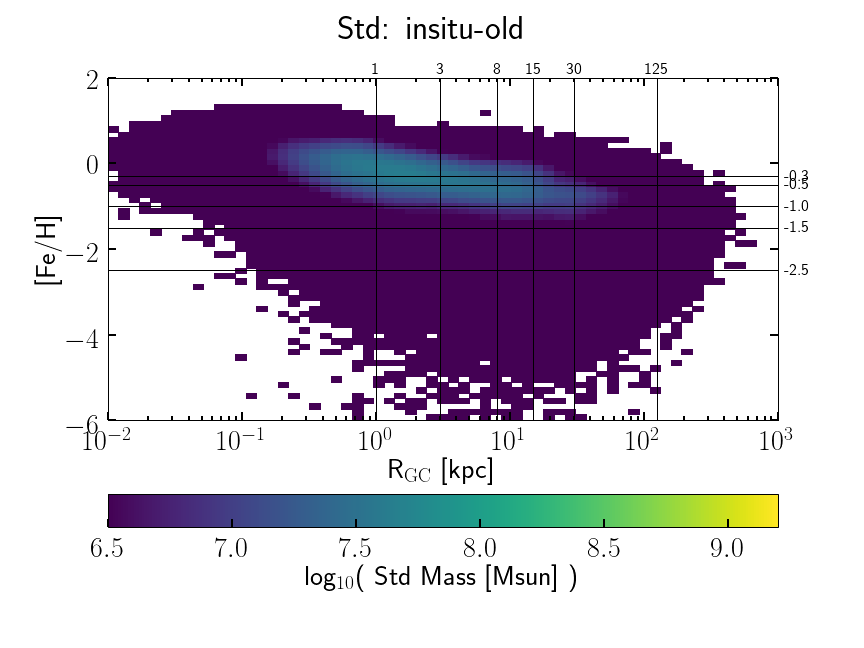 Std: insitu-old
1 3 8 15 30 125
2
0
−2
−4
−6
-0.3
-0.5
-1.0
-1.5
-2.5
[Fe/H]
10⁻² 10⁻¹ 10⁰ 10¹ 10² 10³
R_GC [kpc]
6.5 7.0 7.5 8.0 8.5 9.0
log₁₀( Std Mass [Msun] )